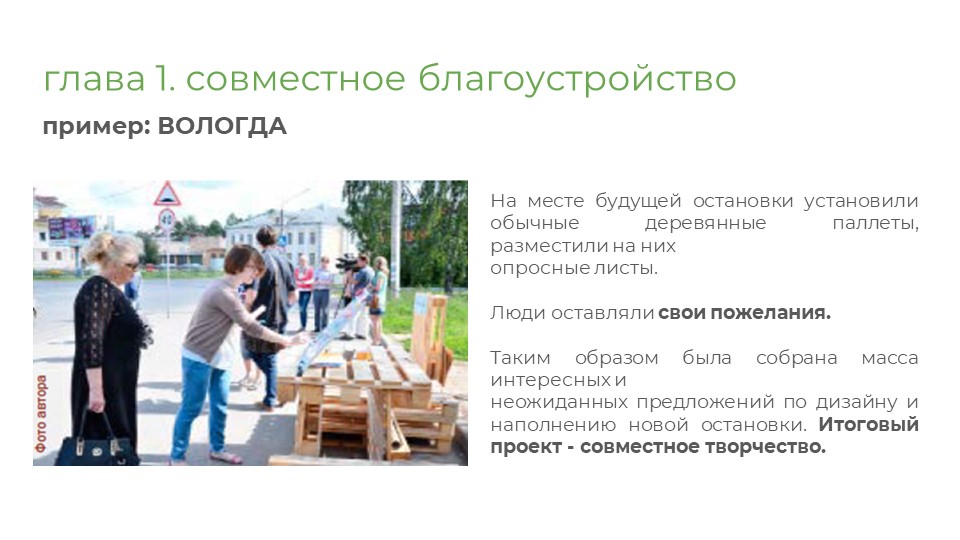 глава 1. совместное благоустройство
пример: ВОЛОГДА
На месте будущей остановки установили
обычные деревянные паллеты,
разместили на них
опросные листы.
Люди оставляли свои пожелания.
Таким образом была собрана масса
интересных и
неожиданных предложений по дизайну и
наполнению новой остановки. Итоговый
проект - совместное творчество.
Фото автора